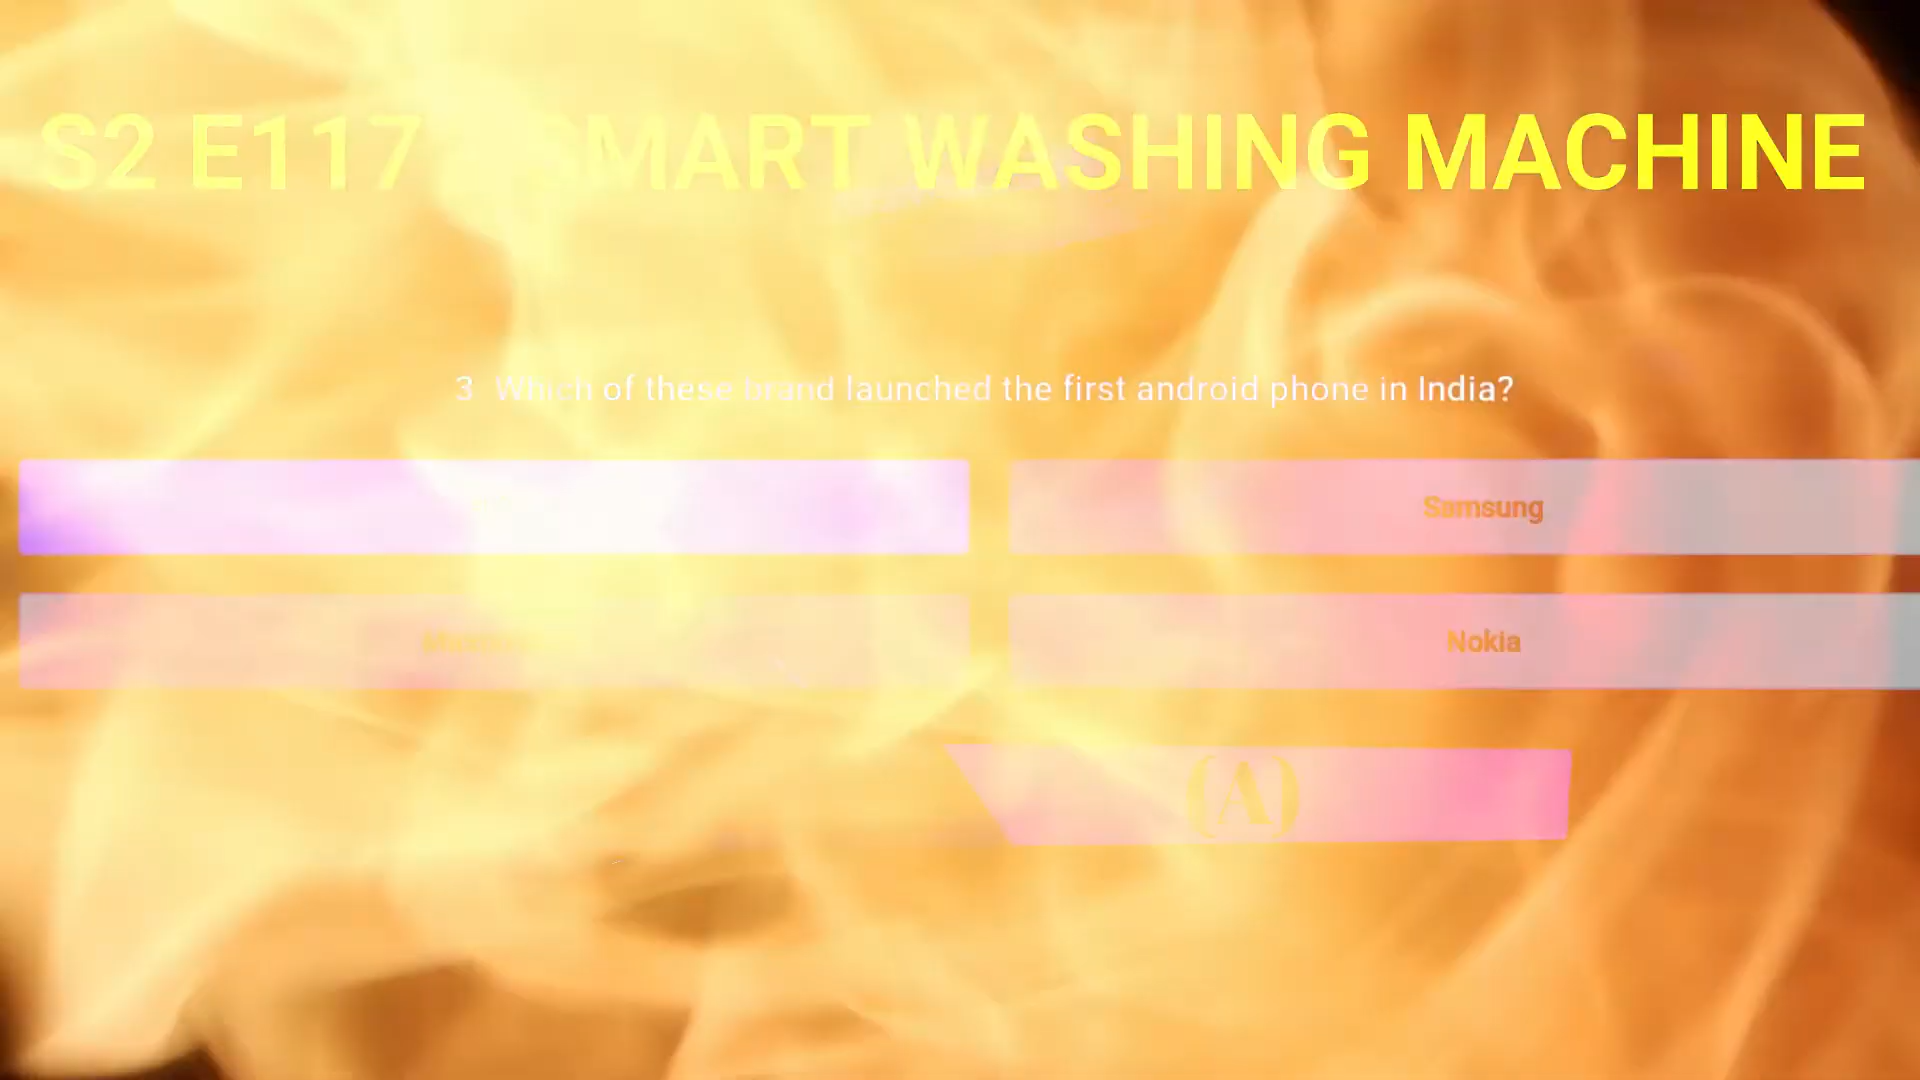 S2 E117 SMART WASHING MACHINE
3 Which of these brand launched the first android phone in India?
Samsung
Nokia
(A)